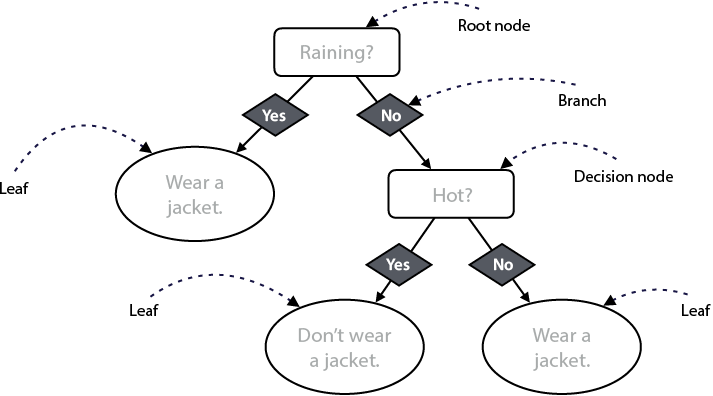 Root node
Raining?
Branch
Yes
No
Decision node
Leaf
Wear a
jacket.
Hot?
Yes
No
Leaf
Leaf
Don't wear
a jacket.
Wear a
jacket.